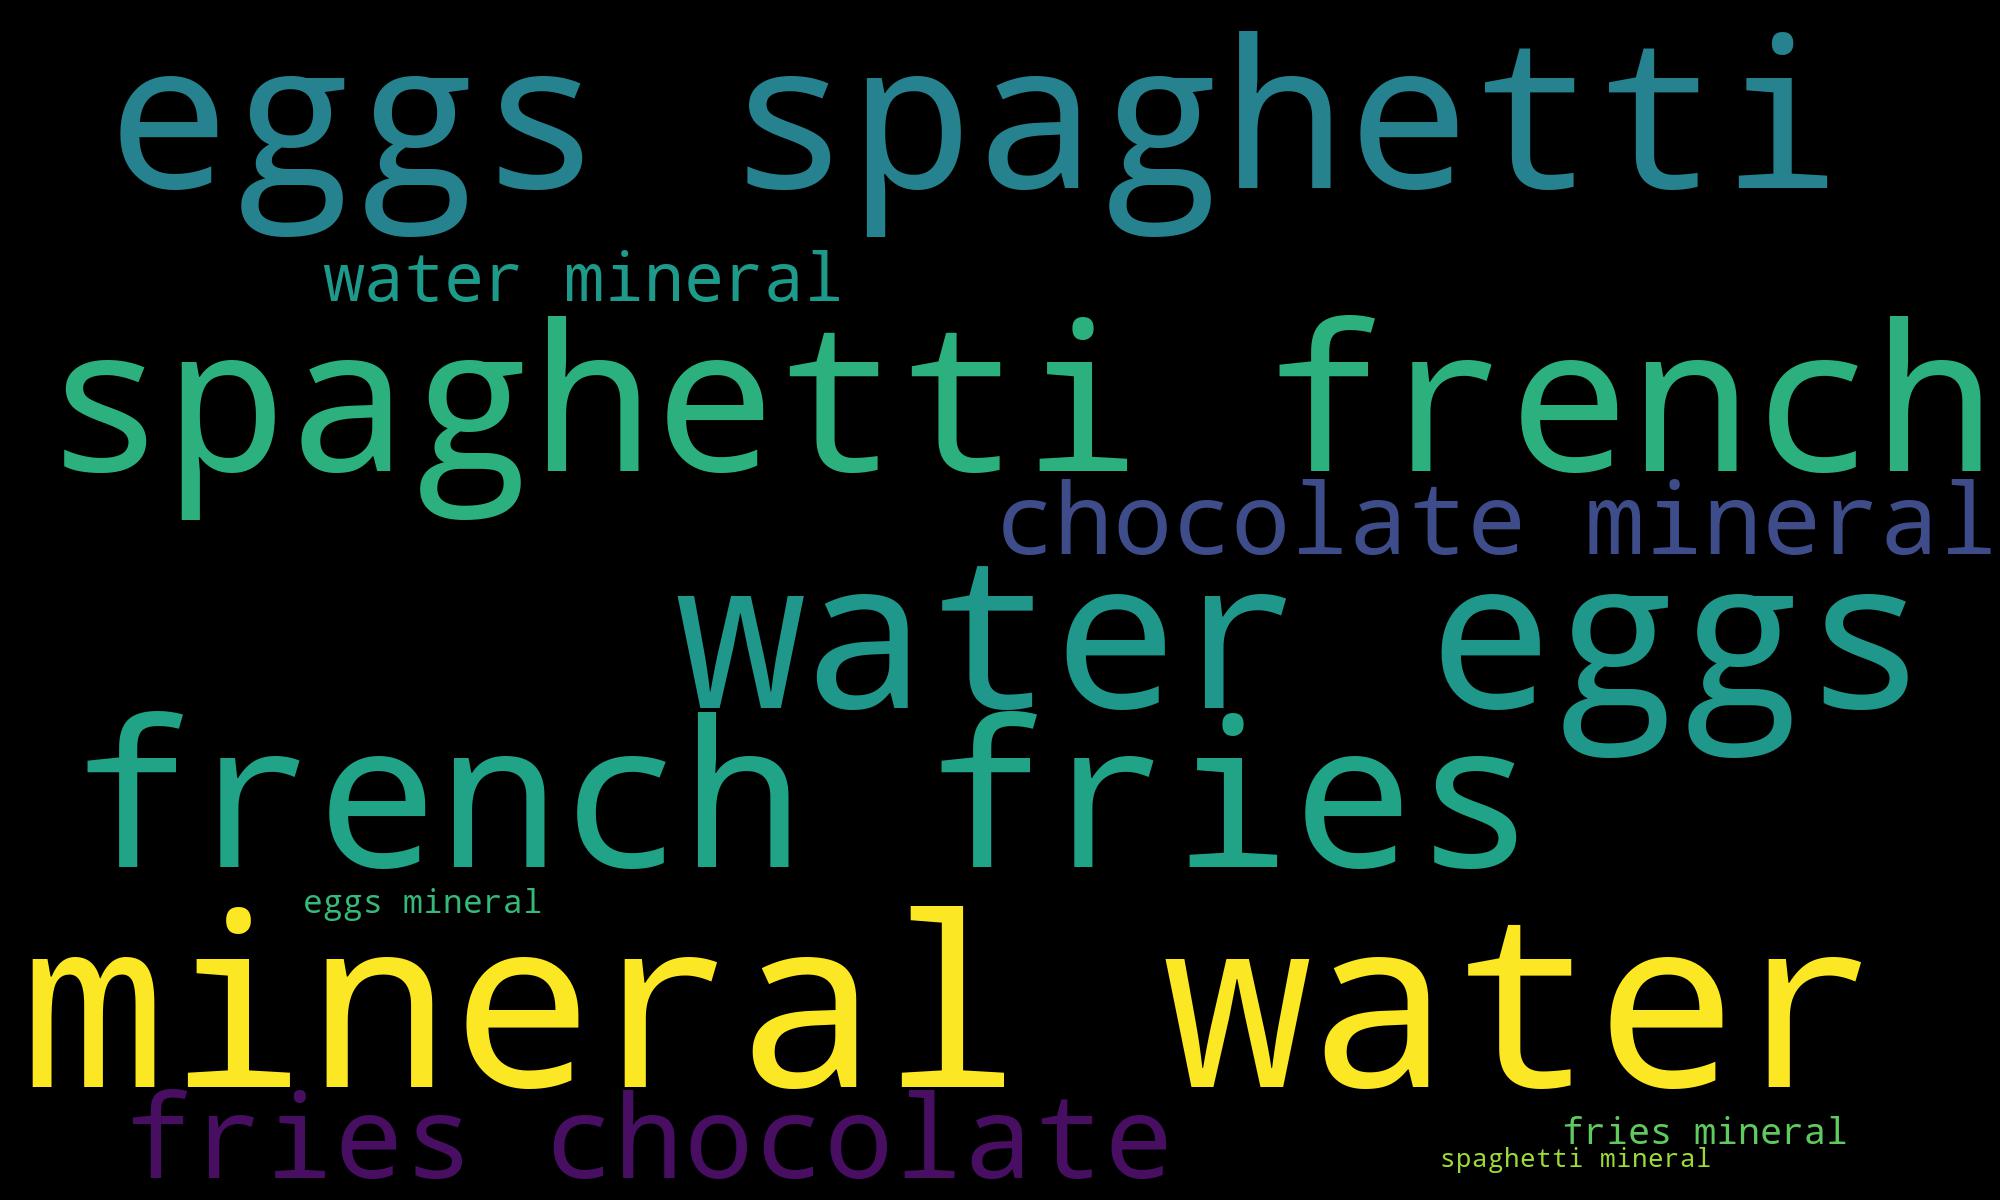 eggs spaghetti
water mineral
spaghetti french
chocolate mineral
water eggs
french fries
eggs mineral
mineral water
fries chocolate
fries mineral
spaghetti mineral